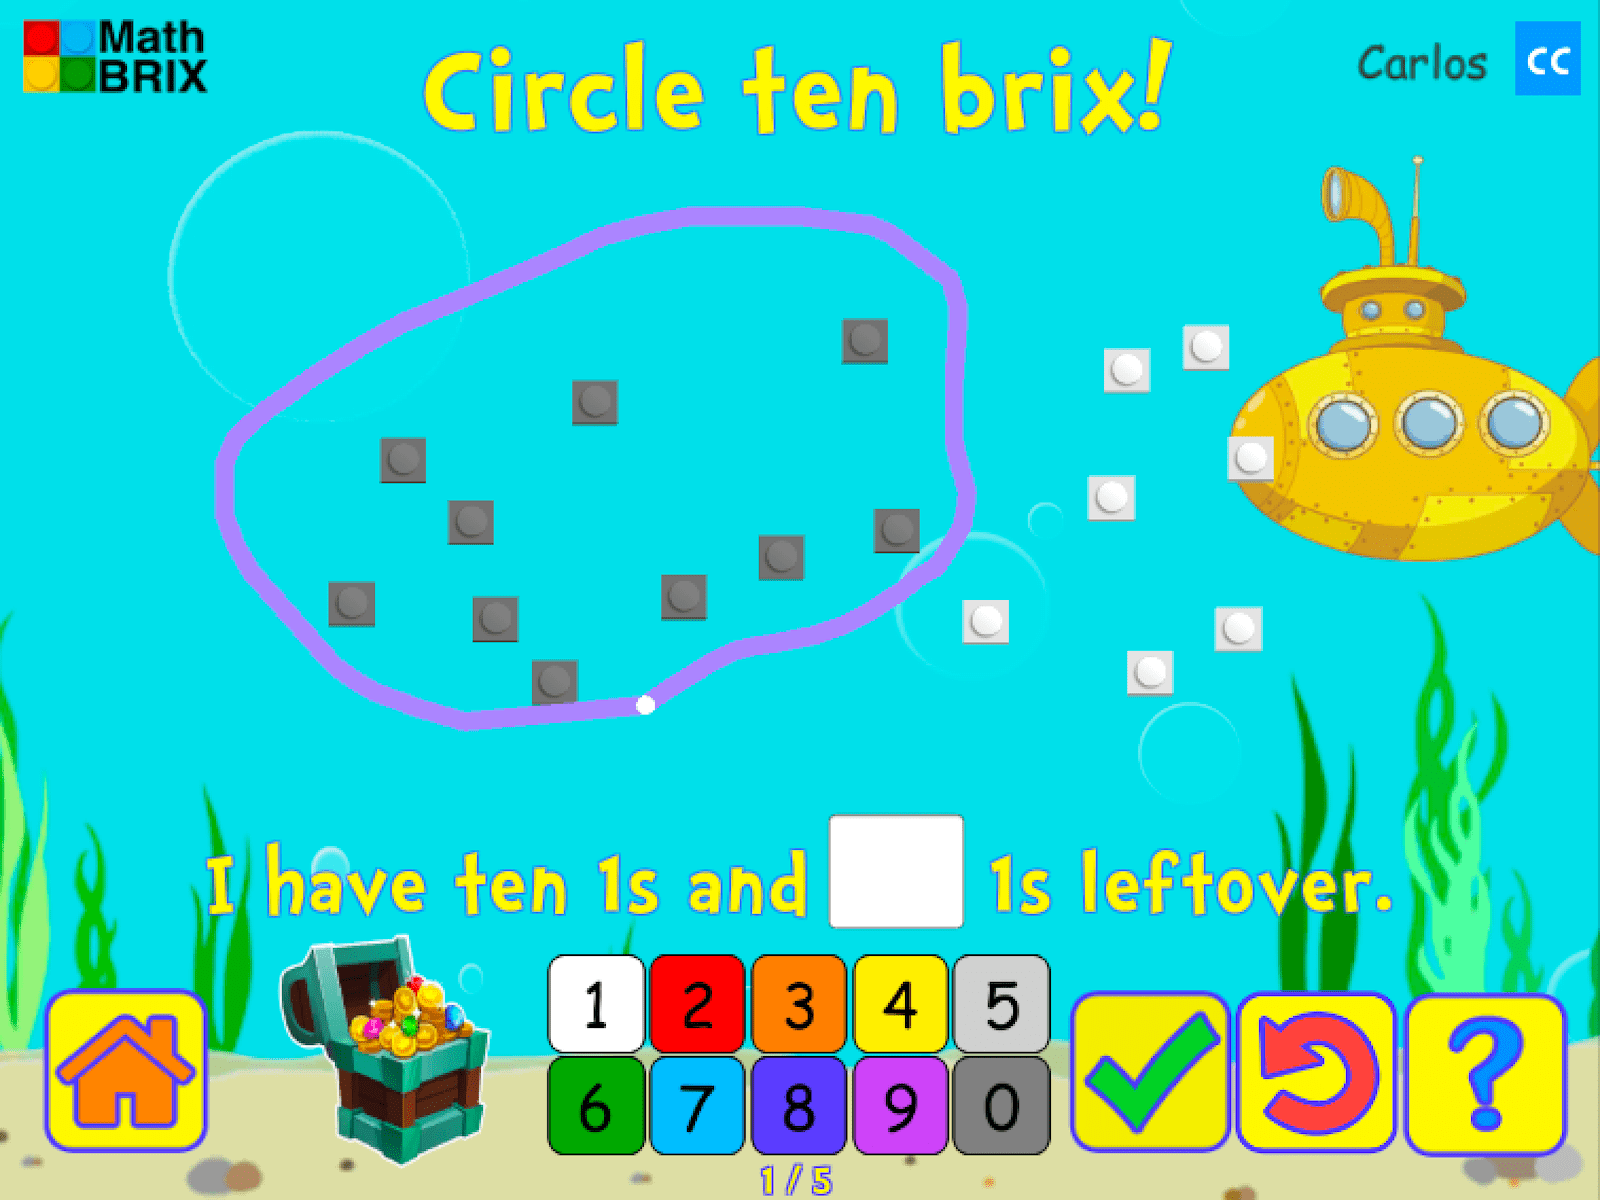 Math
BRIX
Circle ten brix!
Carlos CC
I have ten 1s and 1s leftover.
1 2 3 4 5
6 7 8 9 0
?
1 / 5